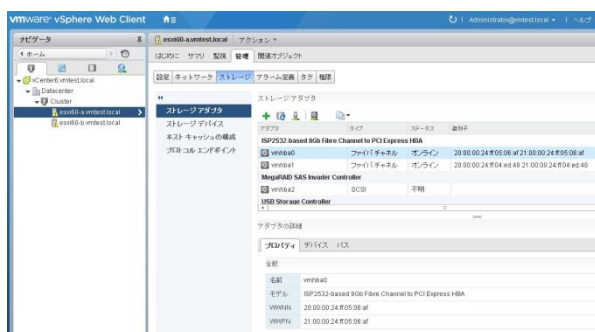 vmware® vSphere Web Client
Administrator@vmtest.local
ヘルプ
ナビゲータ
ホーム
vCenter6.vmtest.local
Datacenter
Cluster
esxi60-a.vmtest.local
esxi60-b.vmtest.local
esxi60-a.vmtest.local アクション
はじめに サマリ 監視 管理 関連オブジェクト
設定 ネットワーク ストレージ アラーム定義 タグ 権限
ストレージ アダプタ
ストレージ デバイス
ホスト キャッシュの構成
プロトコル エンドポイント
ストレージ アダプタ
アダプタ タイプ ステータス 識別子
ISP2532-based 8Gb Fibre Channel to PCI Express HBA
vmhba0 ファイバ チャネル オンライン 20:00:00:24:ff:05:06:af 21:00:00:24:ff:05:06:af
vmhba1 ファイバ チャネル オンライン 20:00:00:24:ff:04:ed:48 21:00:00:24:ff:04:ed:48
MegaRAID SAS Invader Controller
vmhba2 SCSI 不明
USB Storage Controller
アダプタの詳細
プロパティ デバイス パス
全般
名前 vmhba0
モデル ISP2532-based 8Gb Fibre Channel to PCI Express HBA
WWNN 20:00:00:24:ff:05:06:af
WWPN 21:00:00:24:ff:05:06:af